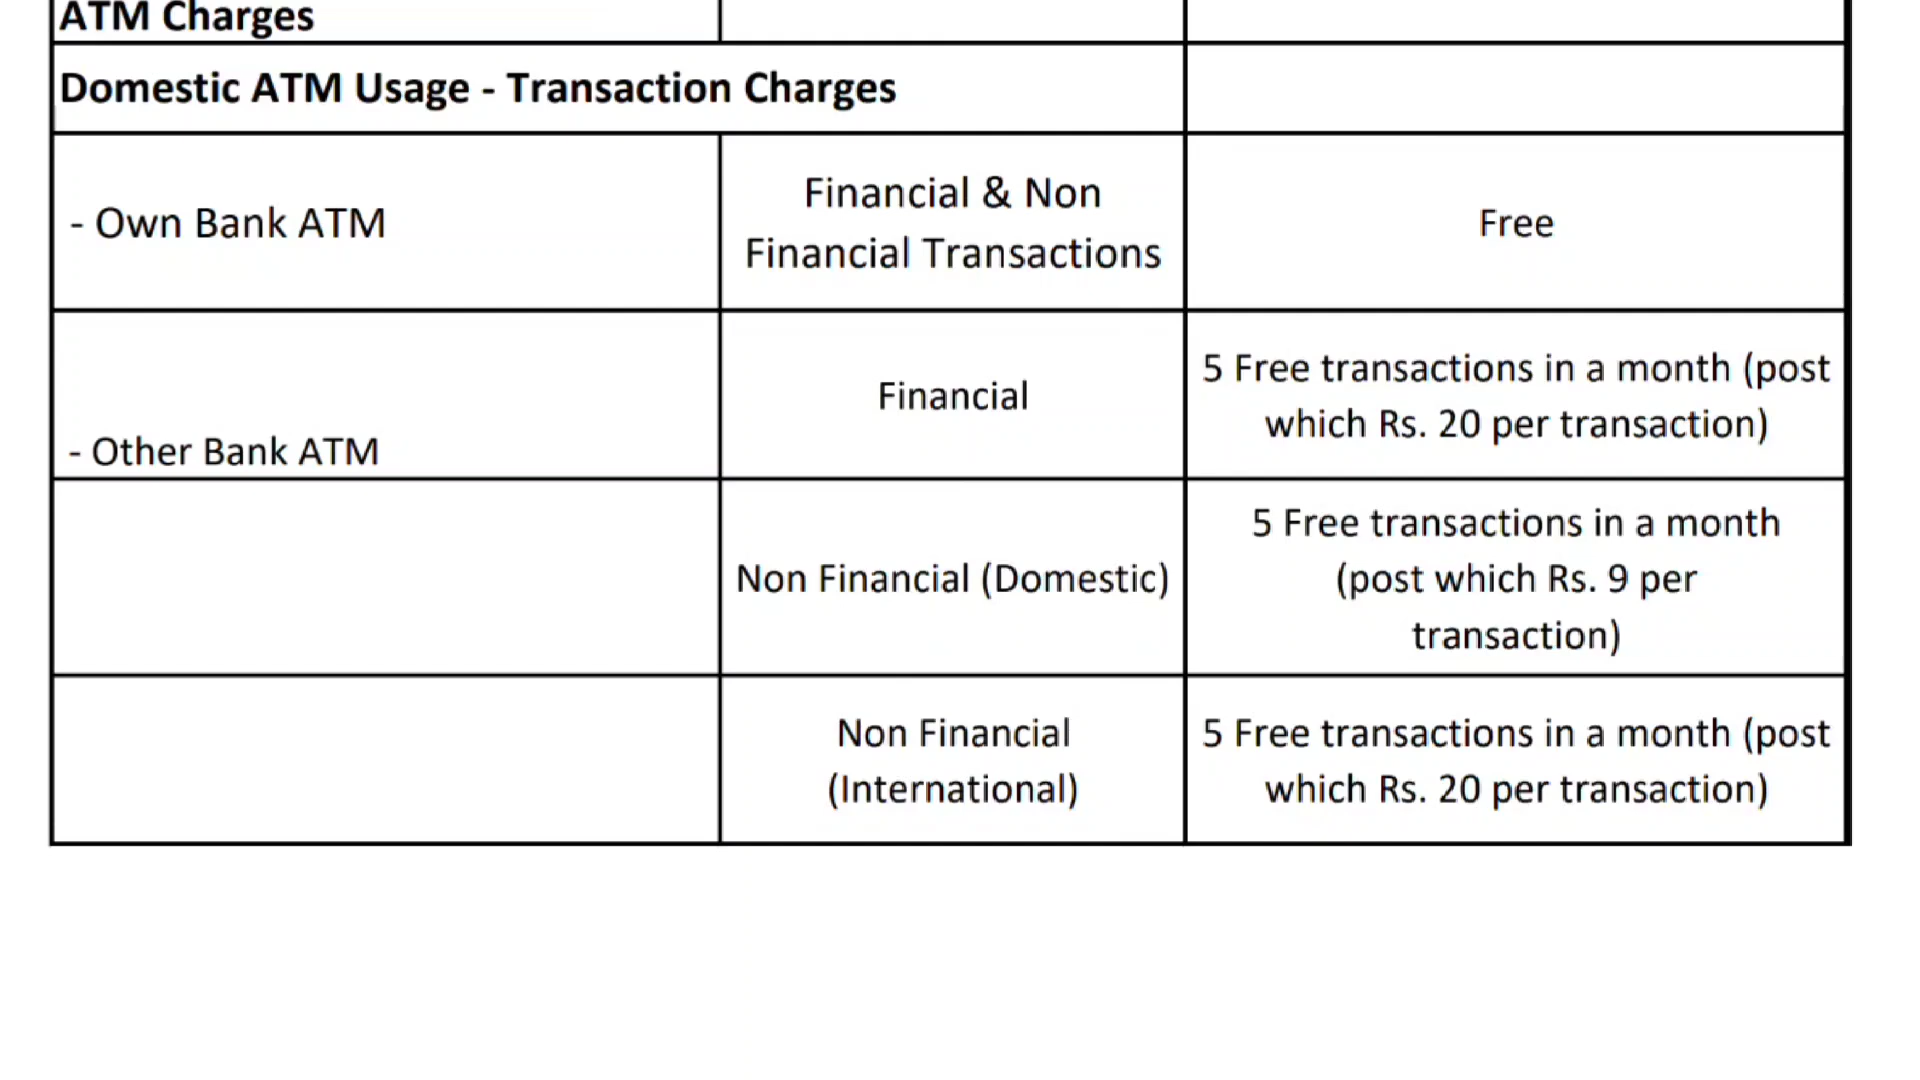 ATM Charges
Domestic ATM Usage - Transaction Charges
- Own Bank ATM
Financial & Non
Financial Transactions
Free
- Other Bank ATM
Financial
5 Free transactions in a month (post
which Rs. 20 per transaction)
Non Financial (Domestic)
5 Free transactions in a month
(post which Rs. 9 per
transaction)
Non Financial
(International)
5 Free transactions in a month (post
which Rs. 20 per transaction)